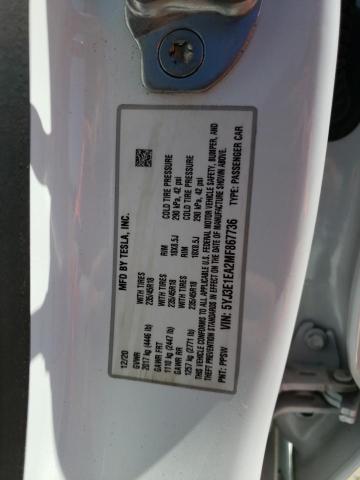 MFD BY TESLA, INC.
12/20
GVWR
2017 kg (4446 lb)
WITH TIRES
235/45R18
RIM
18X8.5J
COLD TIRE PRESSURE
290 kPa, 42 psi
GAWR FRT
1110 kg (2447 lb)
WITH TIRES
235/45R18
RIM
18X8.5J
COLD TIRE PRESSURE
290 kPa, 42 psi
GAWR RR
1257 kg (2771 lb)
THIS VEHICLE CONFORMS TO ALL APPLICABLE U.S. FEDERAL MOTOR VEHICLE SAFETY, BUMPER, AND
THEFT PREVENTION STANDARDS IN EFFECT ON THE DATE OF MANUFACTURE SHOWN ABOVE.
VIN: 5YJ3E1EA2MF867736
TYPE: PASSENGER CAR
PNT: PPSW